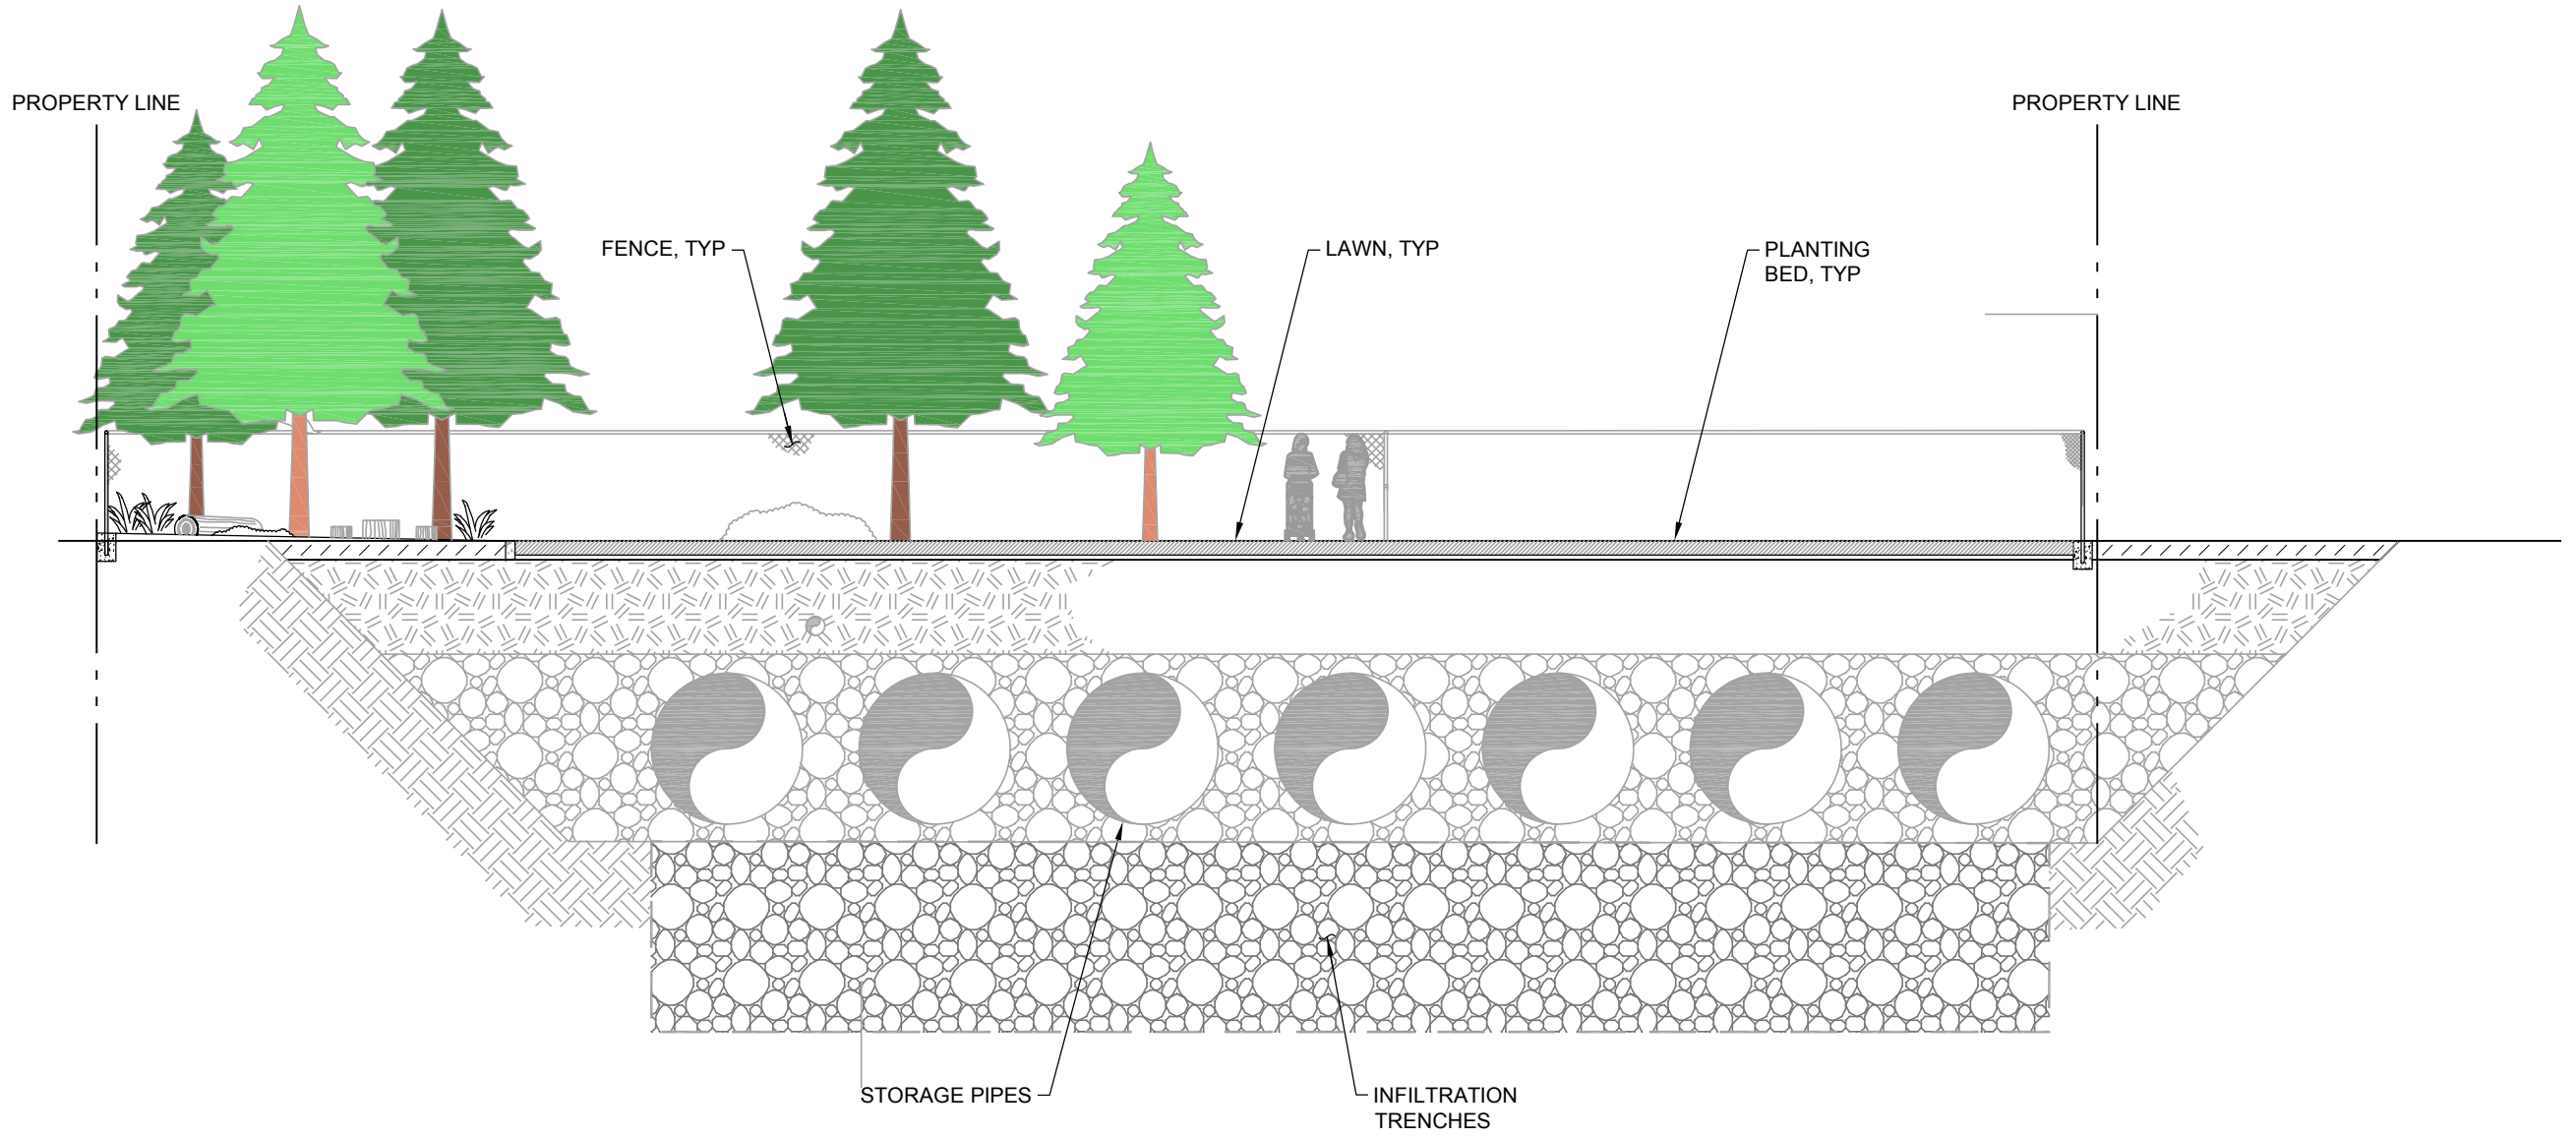 PROPERTY LINE
PROPERTY LINE
FENCE, TYP
LAWN, TYP
PLANTING
BED, TYP
STORAGE PIPES
INFILTRATION
TRENCHES